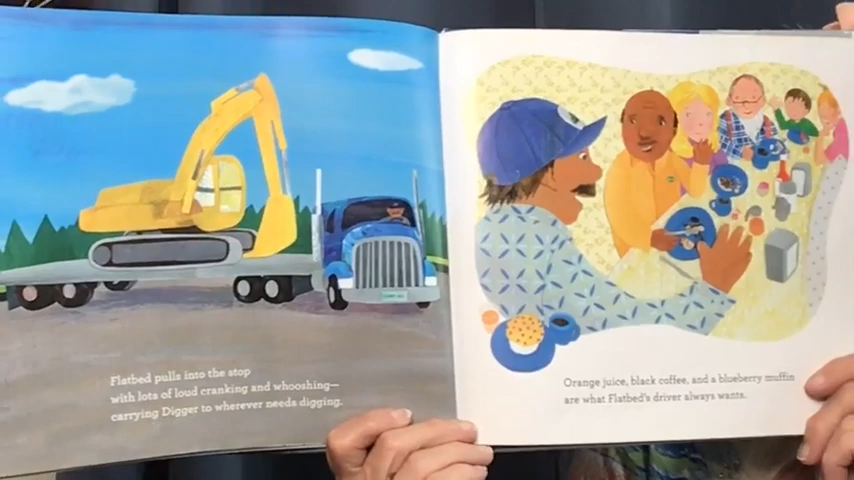 Flatbed pulls into the stop
with lots of loud cranking and whooshing—
carrying Digger to wherever needs digging.
Orange juice, black coffee, and a blueberry muffin
are what Flatbed's driver always wants.